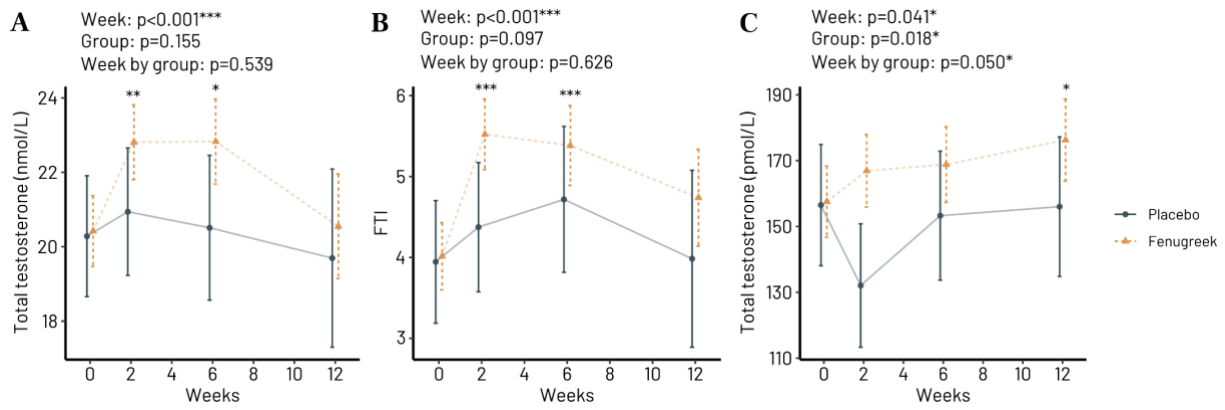 A
Week: p<0.001***
Group: p=0.155
Week by group: p=0.539
Total testosterone (nmol/L)
24
22
20
18
**
*
0 2 4 6 8 10 12
Weeks
B
Week: p<0.001***
Group: p=0.097
Week by group: p=0.626
FTI
6
5
4
3
***
***
0 2 4 6 8 10 12
Weeks
C
Week: p=0.041*
Group: p=0.018*
Week by group: p=0.050*
Total testosterone (pmol/L)
190
170
150
130
110
*
0 2 4 6 8 10 12
Weeks
Placebo
Fenugreek